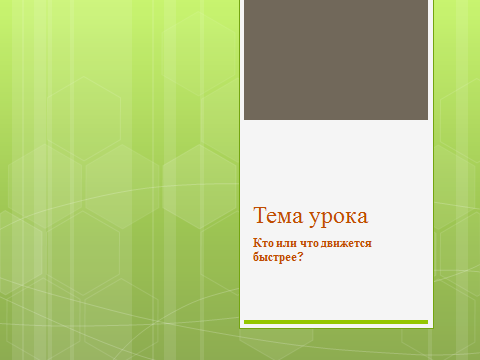 Тема урока
Кто или что движется
быстрее?